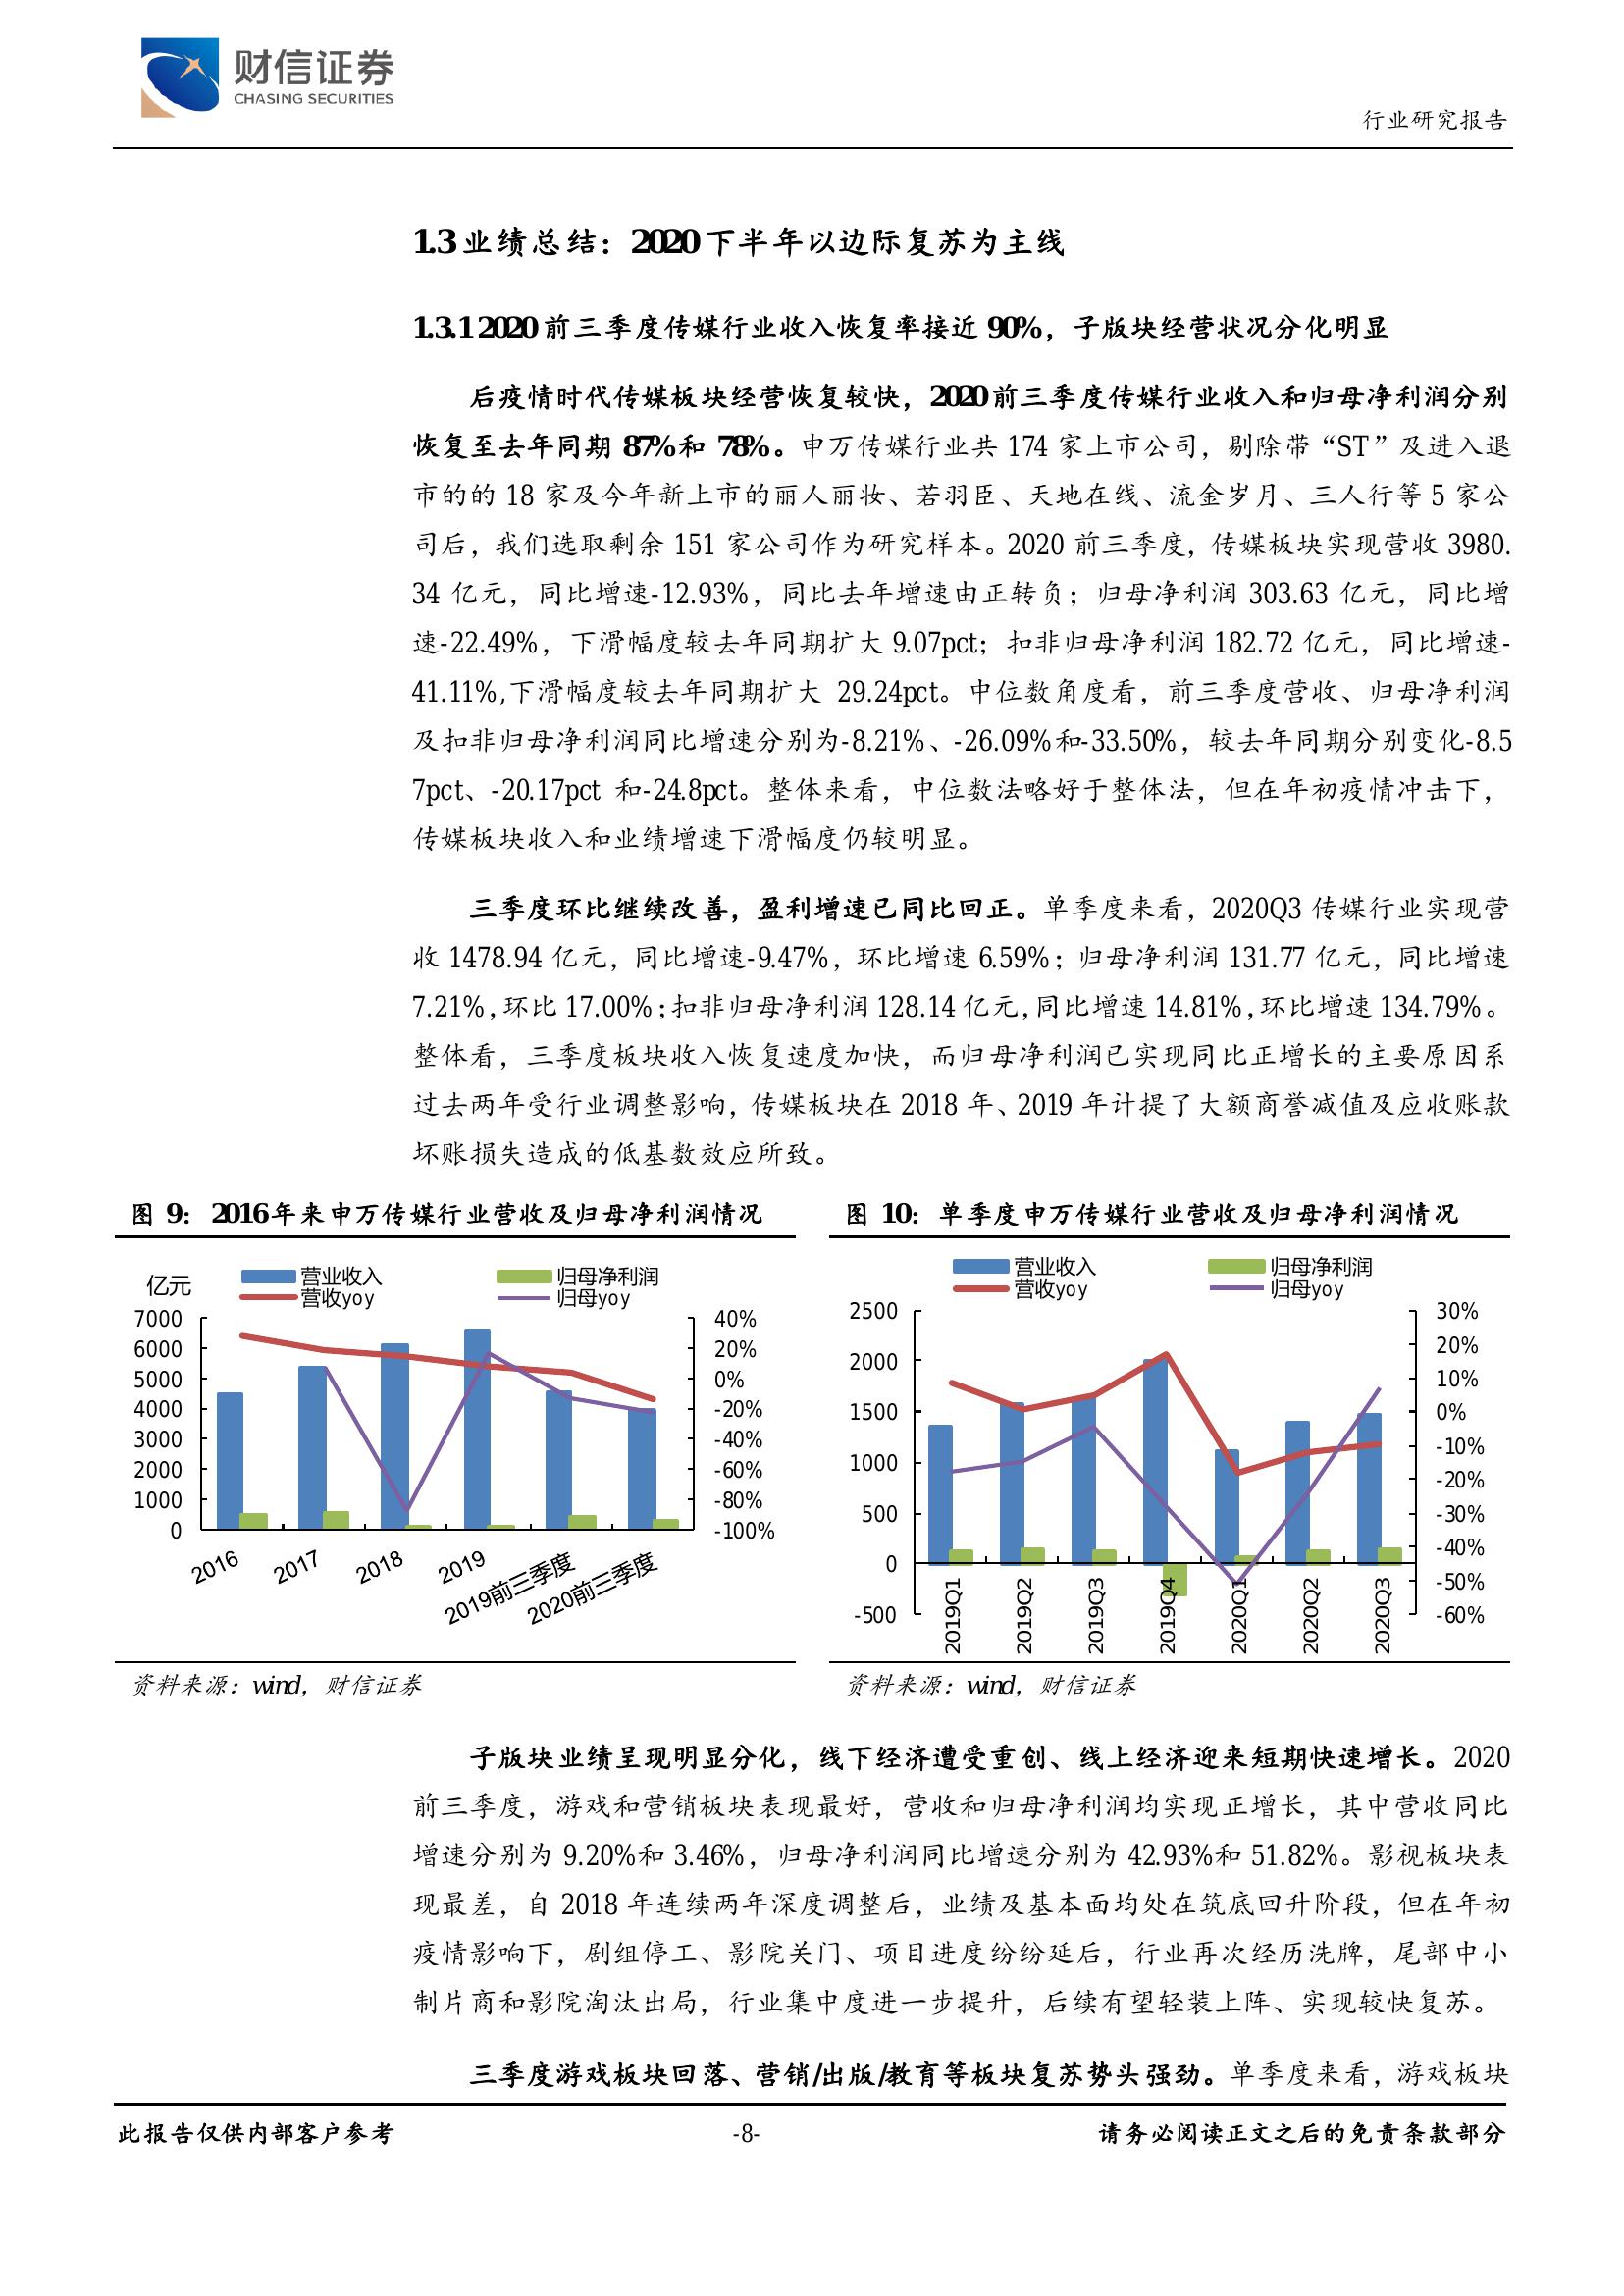 财信证券
CHASING SECURITIES
行业研究报告
1.3 业绩总结：2020 下半年以边际复苏为主线
1.3.1 2020 前三季度传媒行业收入恢复率接近 90%，子版块经营状况分化明显
后疫情时代传媒板块经营恢复较快，2020 前三季度传媒行业收入和归母净利润分别
恢复至去年同期 87%和 78%。申万传媒行业共 174 家上市公司，剔除带“ST”及进入退
市的的 18 家及今年新上市的丽人丽妆、若羽臣、天地在线、流金岁月、三人行等 5 家公
司后，我们选取剩余 151 家公司作为研究样本。2020 前三季度，传媒板块实现营收 3980.
34 亿元，同比增速-12.93%，同比去年增速由正转负；归母净利润 303.63 亿元，同比增
速-22.49%，下滑幅度较去年同期扩大 9.07pct；扣非归母净利润 182.72 亿元，同比增速-
41.11%,下滑幅度较去年同期扩大 29.24pct。中位数角度看，前三季度营收、归母净利润
及扣非归母净利润同比增速分别为-8.21%、-26.09%和-33.50%，较去年同期分别变化-8.5
7pct、-20.17pct 和-24.8pct。整体来看，中位数法略好于整体法，但在年初疫情冲击下，
传媒板块收入和业绩增速下滑幅度仍较明显。
三季度环比继续改善，盈利增速已同比回正。单季度来看，2020Q3 传媒行业实现营
收 1478.94 亿元，同比增速-9.47%，环比增速 6.59%；归母净利润 131.77 亿元，同比增速
7.21%，环比 17.00%；扣非归母净利润 128.14 亿元，同比增速 14.81%，环比增速 134.79%。
整体看，三季度板块收入恢复速度加快，而归母净利润已实现同比正增长的主要原因系
过去两年受行业调整影响，传媒板块在 2018 年、2019 年计提了大额商誉减值及应收账款
坏账损失造成的低基数效应所致。
图 9：2016 年来申万传媒行业营收及归母净利润情况
亿元
营业收入
归母净利润
营收yoy
归母yoy
7000
6000
5000
4000
3000
2000
1000
0
40%
20%
0%
-20%
-40%
-60%
-80%
-100%
2016
2017
2018
2019
2019前三季度
2020前三季度
资料来源：wind，财信证券
图 10：单季度申万传媒行业营收及归母净利润情况
营业收入
归母净利润
营收yoy
归母yoy
2500
2000
1500
1000
500
0
-500
30%
20%
10%
0%
-10%
-20%
-30%
-40%
-50%
-60%
2019Q1
2019Q2
2019Q3
2019Q4
2020Q1
2020Q2
2020Q3
资料来源：wind，财信证券
子版块业绩呈现明显分化，线下经济遭受重创、线上经济迎来短期快速增长。2020
前三季度，游戏和营销板块表现最好，营收和归母净利润均实现正增长，其中营收同比
增速分别为 9.20%和 3.46%，归母净利润同比增速分别为 42.93%和 51.82%。影视板块表
现最差，自 2018 年连续两年深度调整后，业绩及基本面均处在筑底回升阶段，但在年初
疫情影响下，剧组停工、影院关门、项目进度纷纷延后，行业再次经历洗牌，尾部中小
制片商和影院淘汰出局，行业集中度进一步提升，后续有望轻装上阵、实现较快复苏。
三季度游戏板块回落、营销/出版/教育等板块复苏势头强劲。单季度来看，游戏板块
此报告仅供内部客户参考
-8-
请务必阅读正文之后的免责条款部分